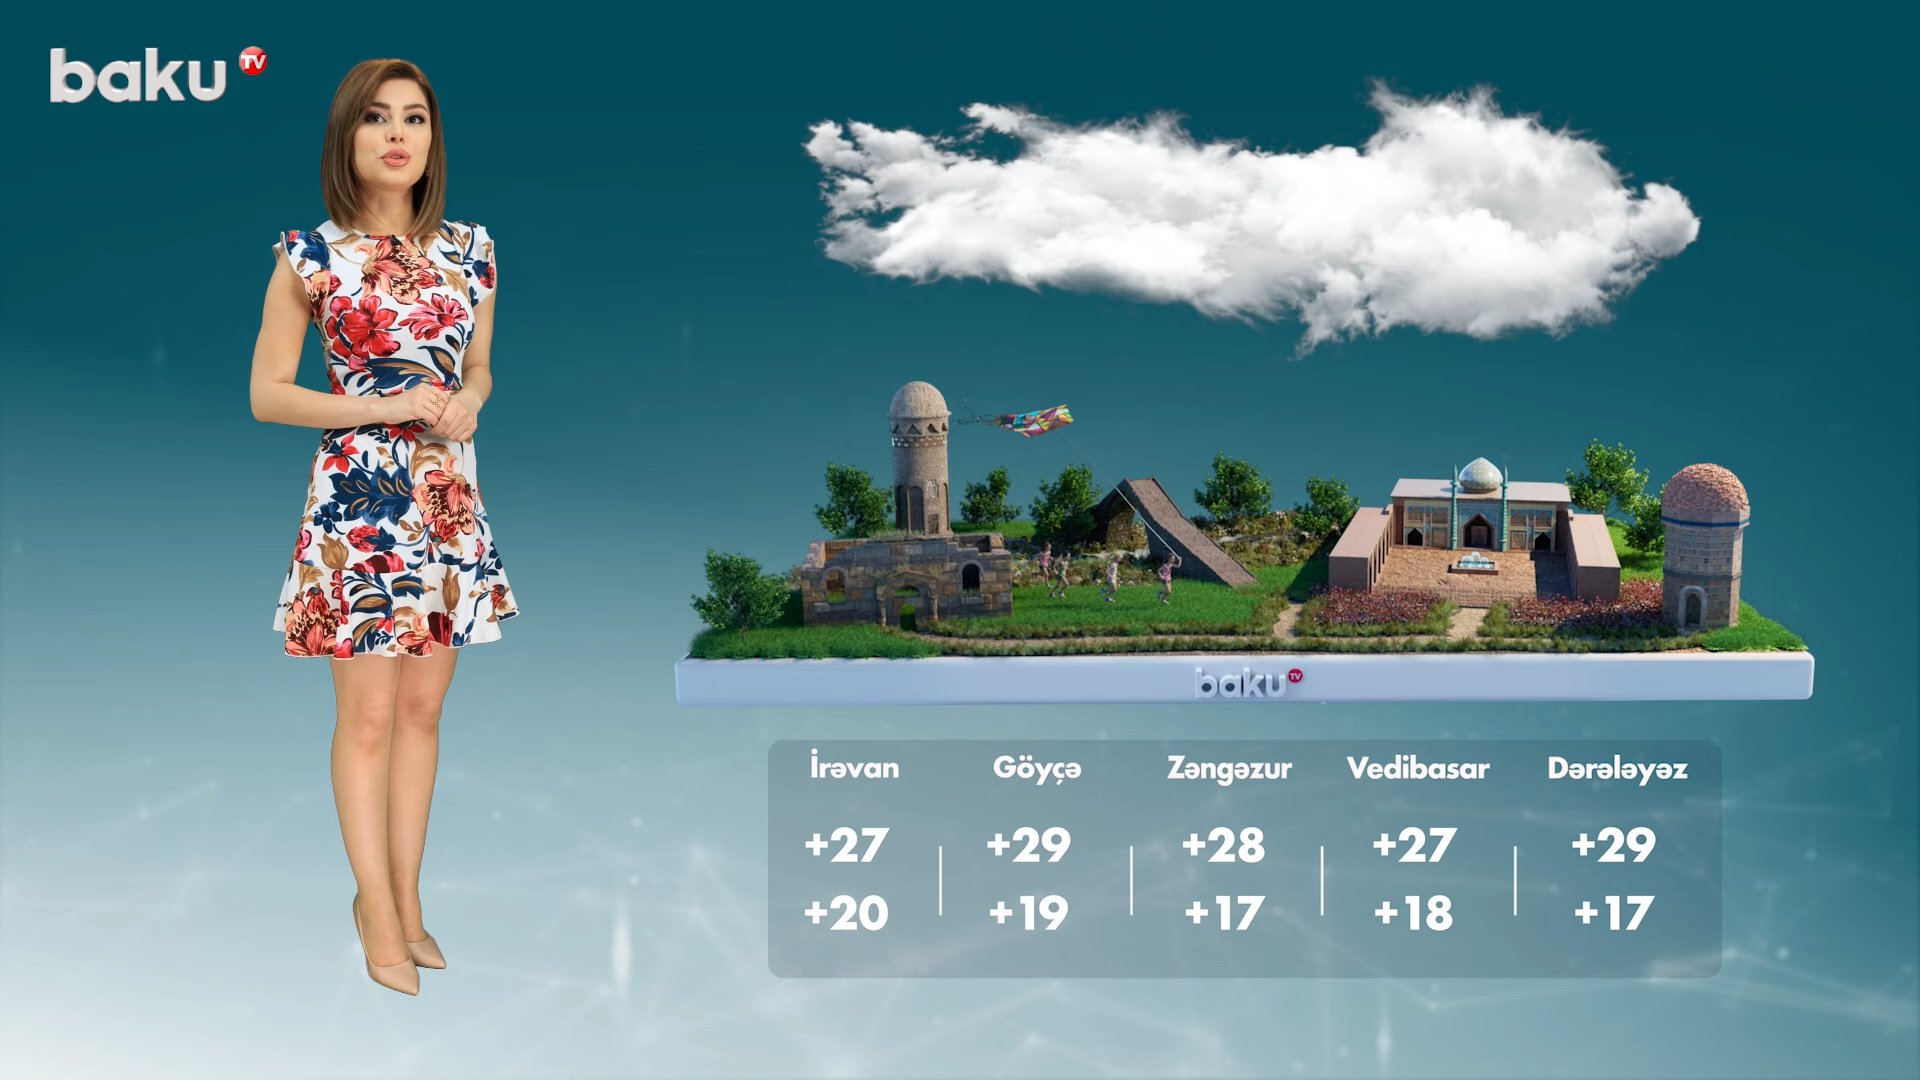 baku TV
baku TV
İrəvan Göyçə Zəngəzur Vedibasar Dərələyəz
+27 +29 +28 +27 +29
+20 +19 +17 +18 +17